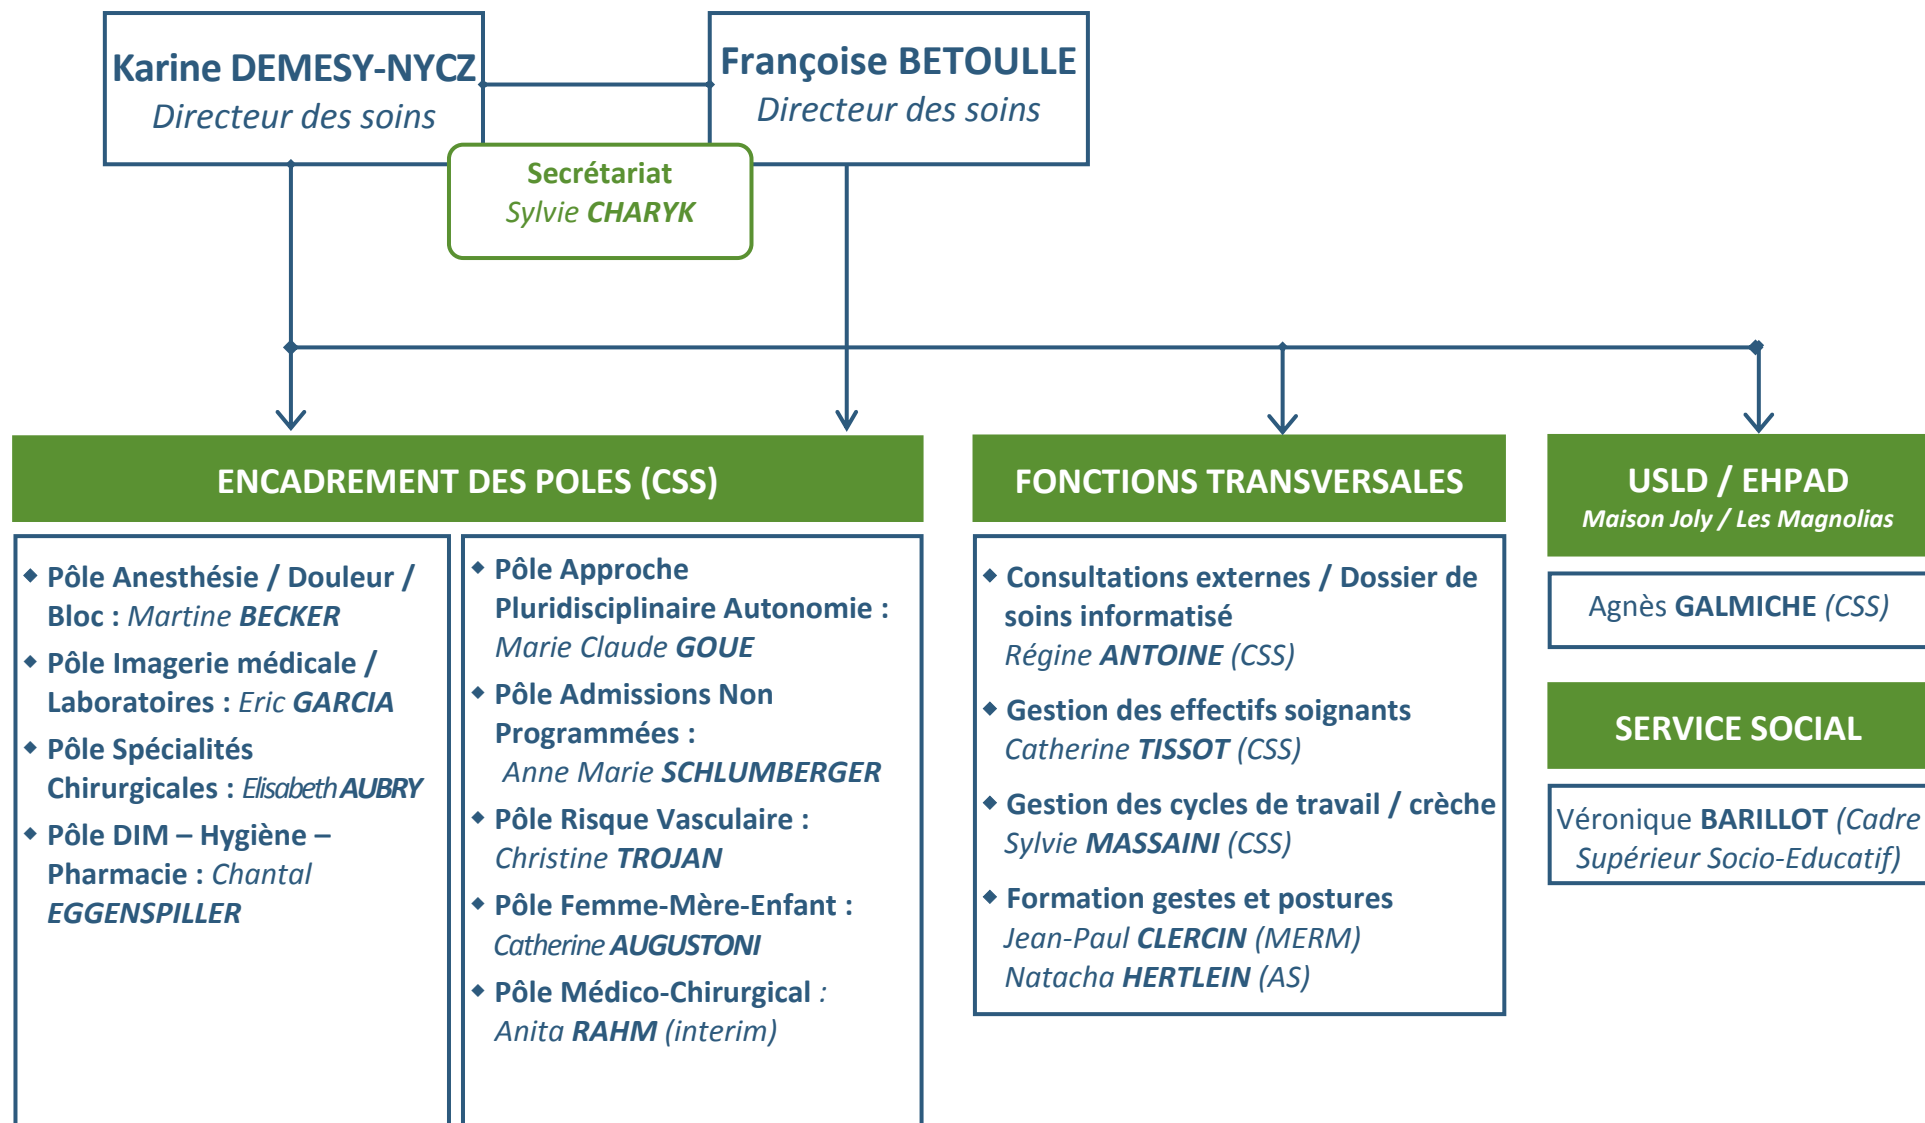 Karine DEMESY-NYCZ
Directeur des soins
Françoise BETOULLE
Directeur des soins
Secrétariat
Sylvie CHARYK
ENCADREMENT DES POLES (CSS)
◆ Pôle Anesthésie / Douleur /
Bloc : Martine BECKER
◆ Pôle Imagerie médicale /
Laboratoires : Eric GARCIA
◆ Pôle Spécialités
Chirurgicales : Elisabeth AUBRY
◆ Pôle DIM – Hygiène –
Pharmacie : Chantal
EGGENSPILLER
◆ Pôle Approche
Pluridisciplinaire Autonomie :
Marie Claude GOUE
◆ Pôle Admissions Non
Programmées :
Anne Marie SCHLUMBERGER
◆ Pôle Risque Vasculaire :
Christine TROJAN
◆ Pôle Femme-Mère-Enfant :
Catherine AUGUSTONI
◆ Pôle Médico-Chirurgical :
Anita RAHM (interim)
FONCTIONS TRANSVERSALES
◆ Consultations externes / Dossier de
soins informatisé
Régine ANTOINE (CSS)
◆ Gestion des effectifs soignants
Catherine TISSOT (CSS)
◆ Gestion des cycles de travail / crèche
Sylvie MASSAINI (CSS)
◆ Formation gestes et postures
Jean-Paul CLERCIN (MERM)
Natacha HERTLEIN (AS)
USLD / EHPAD
Maison Joly / Les Magnolias
Agnès GALMICHE (CSS)
SERVICE SOCIAL
Véronique BARILLOT (Cadre
Supérieur Socio-Educatif)